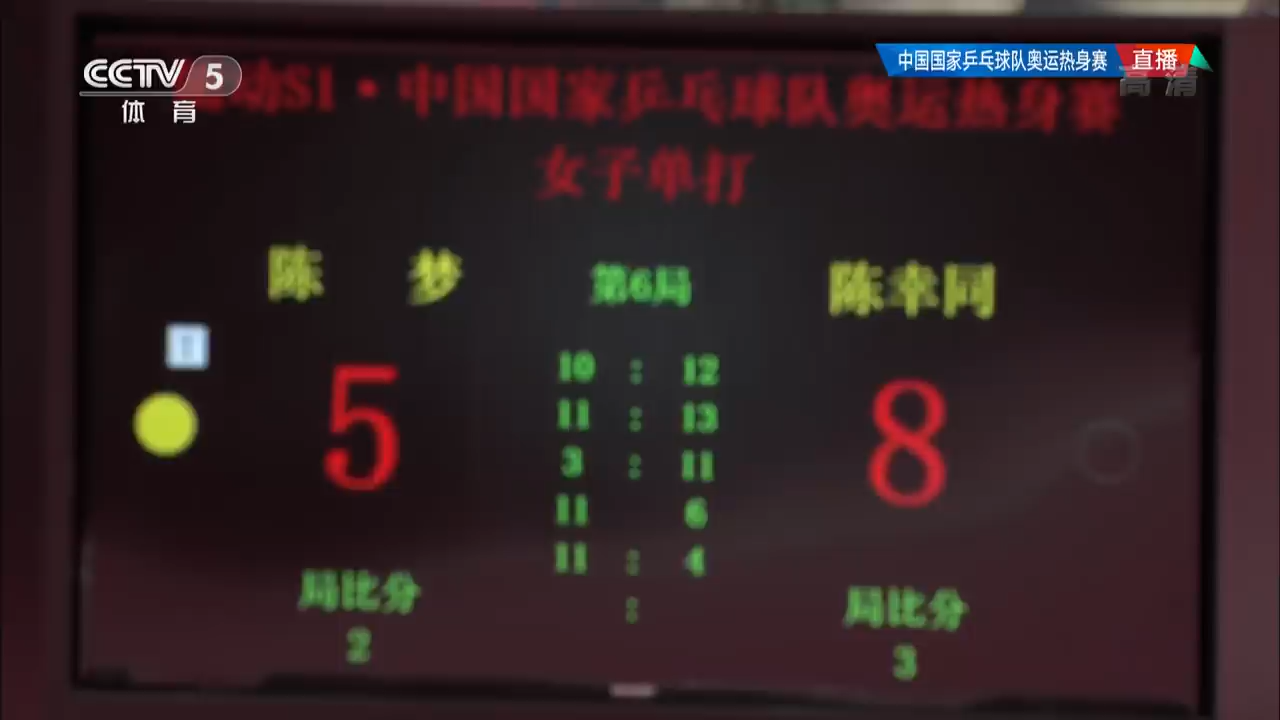 CCTV 5
体育
中国国家乒乓球队奥运热身赛 直播
高清
动S1·中国国家乒乓球队奥运热身赛
女子单打
陈 梦 第6局 陈幸同
5 8
10 : 12
11 : 13
3 : 11
11 6
11 : 4
:
局比分 局比分
2 3